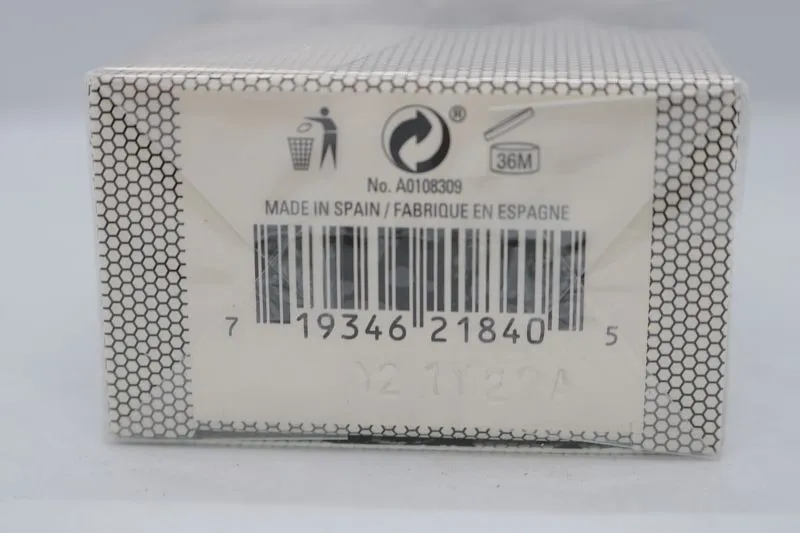 ®
36M
No. A0108309
MADE IN SPAIN / FABRIQUE EN ESPAGNE
7 19346 21840 5